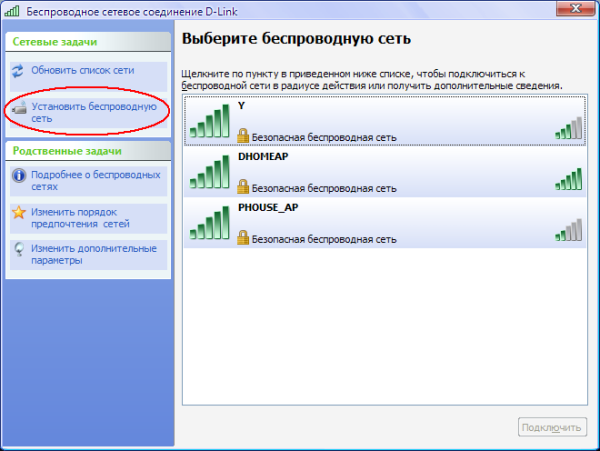 Беспроводное сетевое соединение D-Link
Сетевые задачи
Обновить список сети
Установить беспроводную
сеть
Родственные задачи
Подробнее о беспроводных
сетях
Изменить порядок
предпочтения сетей
Изменить дополнительные
параметры
Выберите беспроводную сеть
Щелкните по пункту в приведенном ниже списке, чтобы подключиться к
беспроводной сети в радиусе действия или получить дополнительные сведения.
Y
Безопасная беспроводная сеть
DHOMEAP
Безопасная беспроводная сеть
PHOUSE_AP
Безопасная беспроводная сеть
Подключить